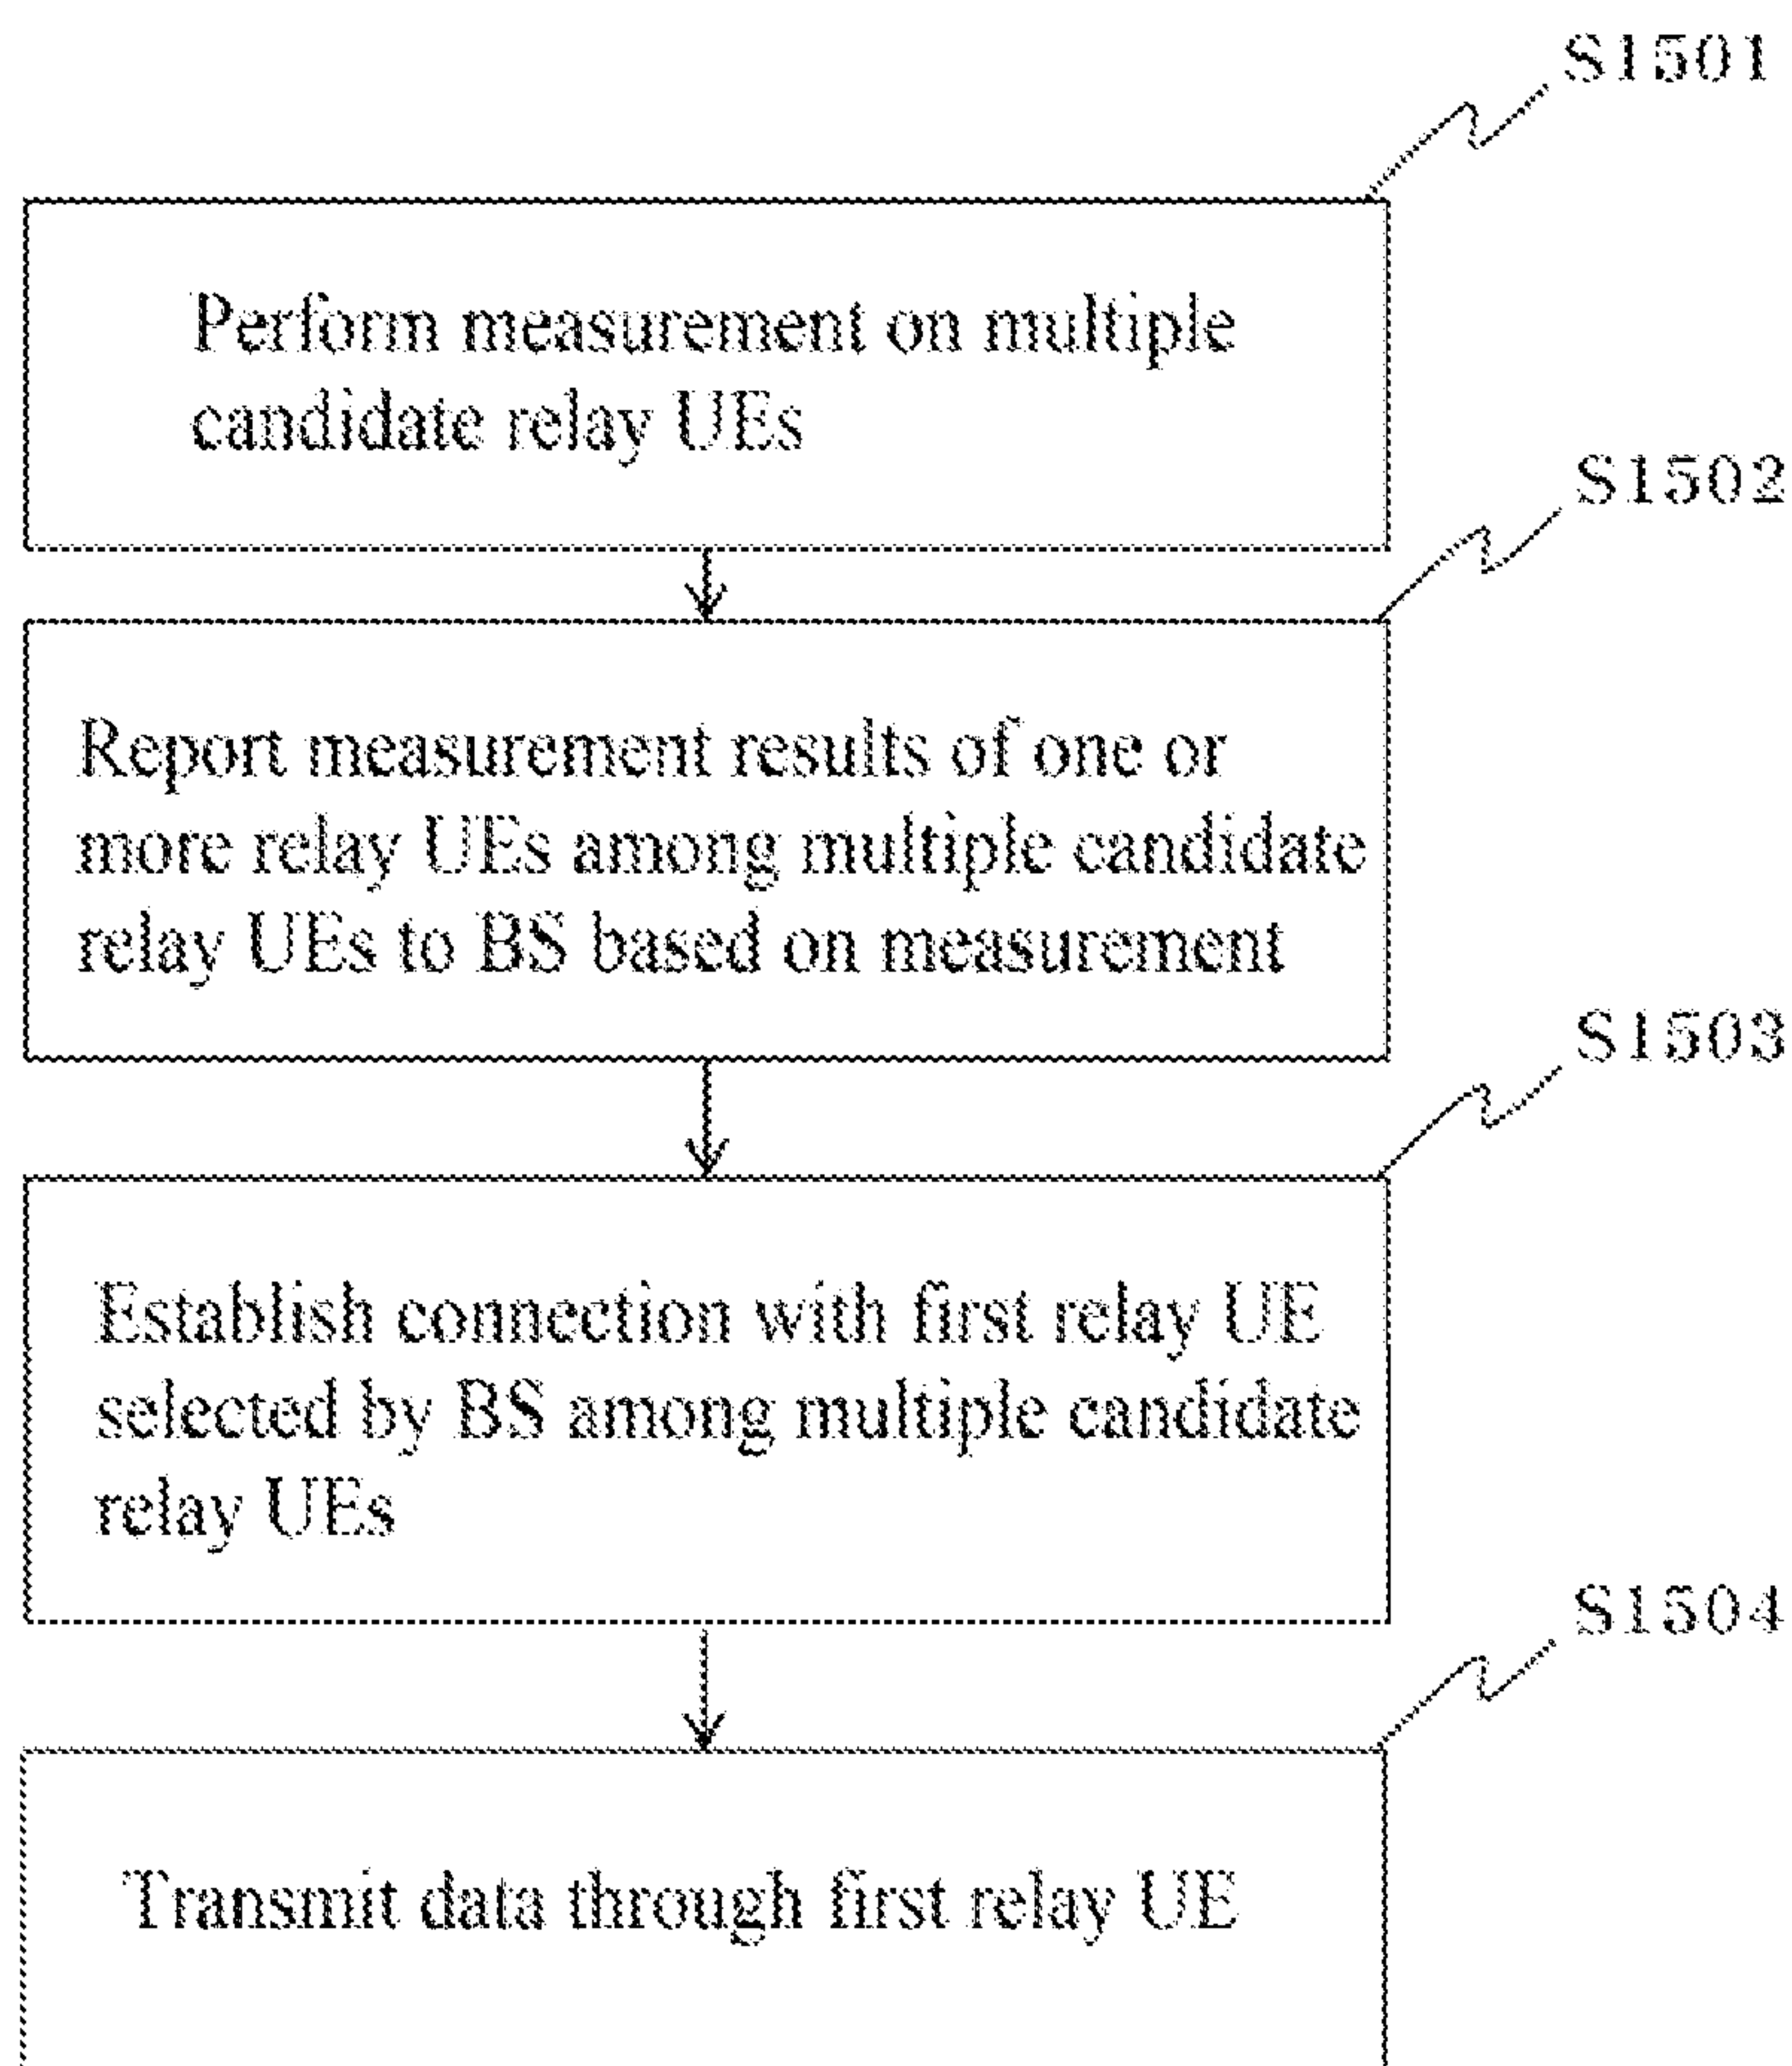 S1501
Perform measurement on multiple
candidate relay UEs
S1502
Report measurement results of one or
more relay UEs among multiple candidate
relay UEs to BS based on measurement
S1503
Establish connection with first relay UE
selected by BS among multiple candidate
relay UEs
S1504
Transmit data through first relay UE